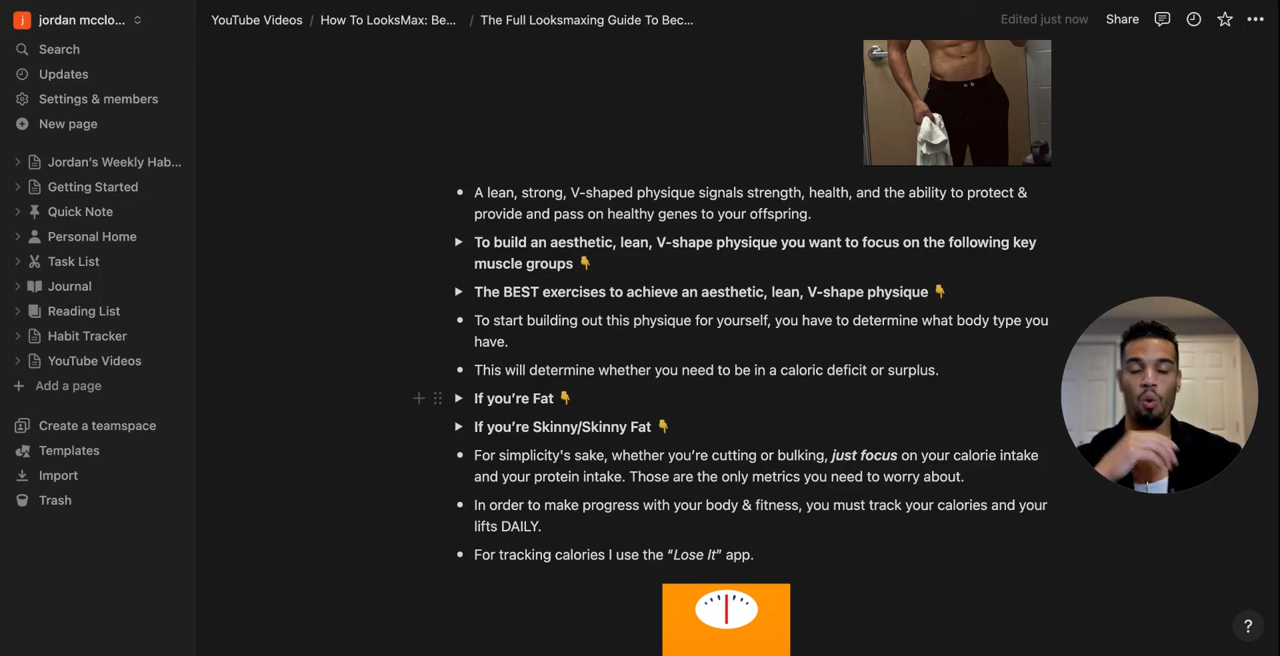 j jordan mcclo...
YouTube Videos / How To LooksMax: Be... / The Full Looksmaxing Guide To Bec...
Edited just now Share
Search
Updates
Settings & members
New page
Jordan's Weekly Hab...
Getting Started
Quick Note
Personal Home
Task List
Journal
Reading List
Habit Tracker
YouTube Videos
Add a page
Create a teamspace
Templates
Import
Trash
• A lean, strong, V-shaped physique signals strength, health, and the ability to protect &
provide and pass on healthy genes to your offspring.
To build an aesthetic, lean, V-shape physique you want to focus on the following key
muscle groups 👇
The BEST exercises to achieve an aesthetic, lean, V-shape physique 👇
• To start building out this physique for yourself, you have to determine what body type you
have.
• This will determine whether you need to be in a caloric deficit or surplus.
If you're Fat 👇
If you're Skinny/Skinny Fat 👇
• For simplicity's sake, whether you're cutting or bulking, just focus on your calorie intake
and your protein intake. Those are the only metrics you need to worry about.
• In order to make progress with your body & fitness, you must track your calories and your
lifts DAILY.
• For tracking calories I use the “Lose It” app.
?